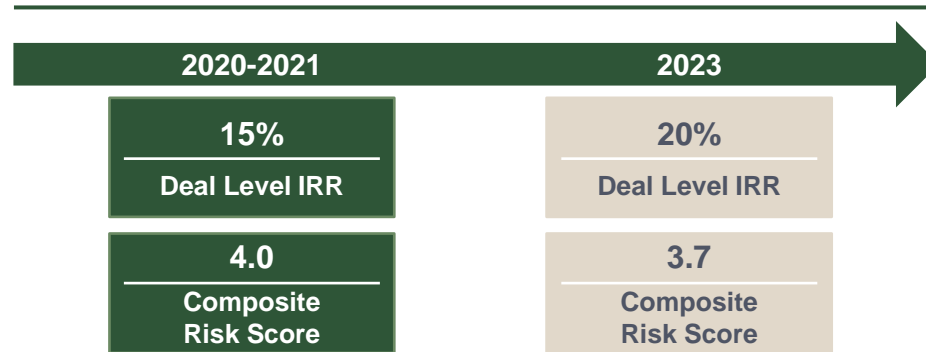 2020-2021
2023
15%
Deal Level IRR
20%
Deal Level IRR
4.0
Composite
Risk Score
3.7
Composite
Risk Score